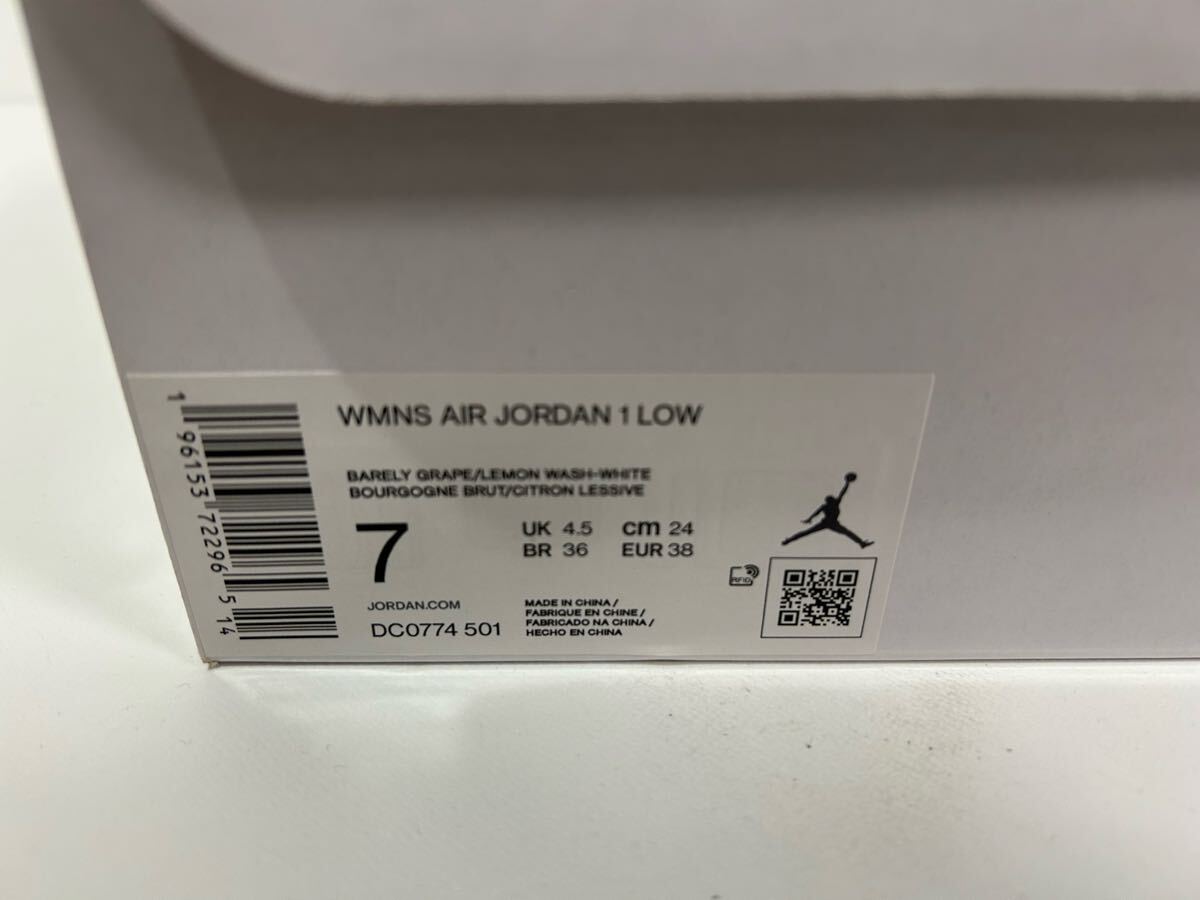 WMNS AIR JORDAN 1 LOW
BARELY GRAPE/LEMON WASH-WHITE
BOURGOGNE BRUT/CITRON LESSIVE
7
UK 4.5 cm 24
BR 36 EUR 38
JORDAN.COM
DC0774 501
MADE IN CHINA /
FABRIQUE EN CHINE /
FABRICADO NA CHINA /
HECHO EN CHINA
RFID
1 96153 72296 5 14